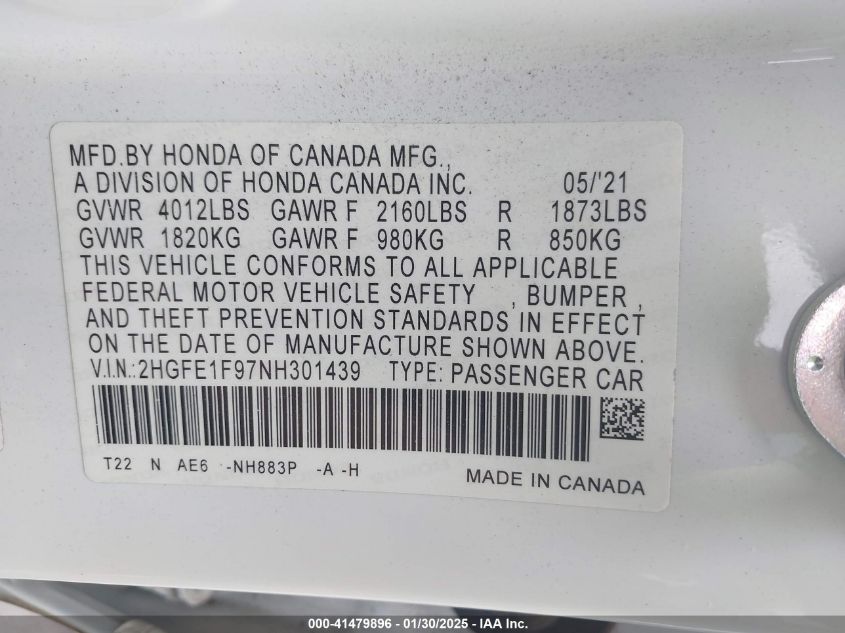 MFD.BY HONDA OF CANADA MFG.,
A DIVISION OF HONDA CANADA INC. 05/'21
GVWR 4012LBS GAWR F 2160LBS R 1873LBS
GVWR 1820KG GAWR F 980KG R 850KG
THIS VEHICLE CONFORMS TO ALL APPLICABLE
FEDERAL MOTOR VEHICLE SAFETY , BUMPER ,
AND THEFT PREVENTION STANDARDS IN EFFECT
ON THE DATE OF MANUFACTURE SHOWN ABOVE.
V.I.N.:2HGFE1F97NH301439 TYPE: PASSENGER CAR
T22 N AE6 -NH883P -A -H
MADE IN CANADA
000-41479896 - 01/30/2025 - IAA Inc.